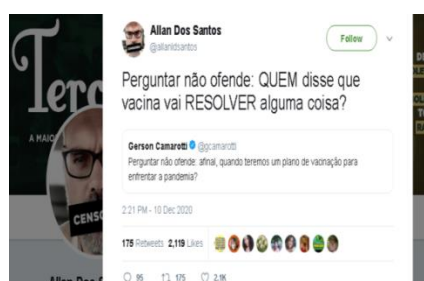 Terç
A MAIO
CENSO
Allan Dos Santos
@allanldsantos
Follow
Perguntar não ofende: QUEM disse que
vacina vai RESOLVER alguma coisa?
Gerson Camarotti @gcamarotti
Perguntar não ofende: afinal, quando teremos um plano de vacinação para
enfrentar a pandemia?
2:21 PM - 10 Dec 2020
175 Retweets 2,119 Likes
95 175 2.1K